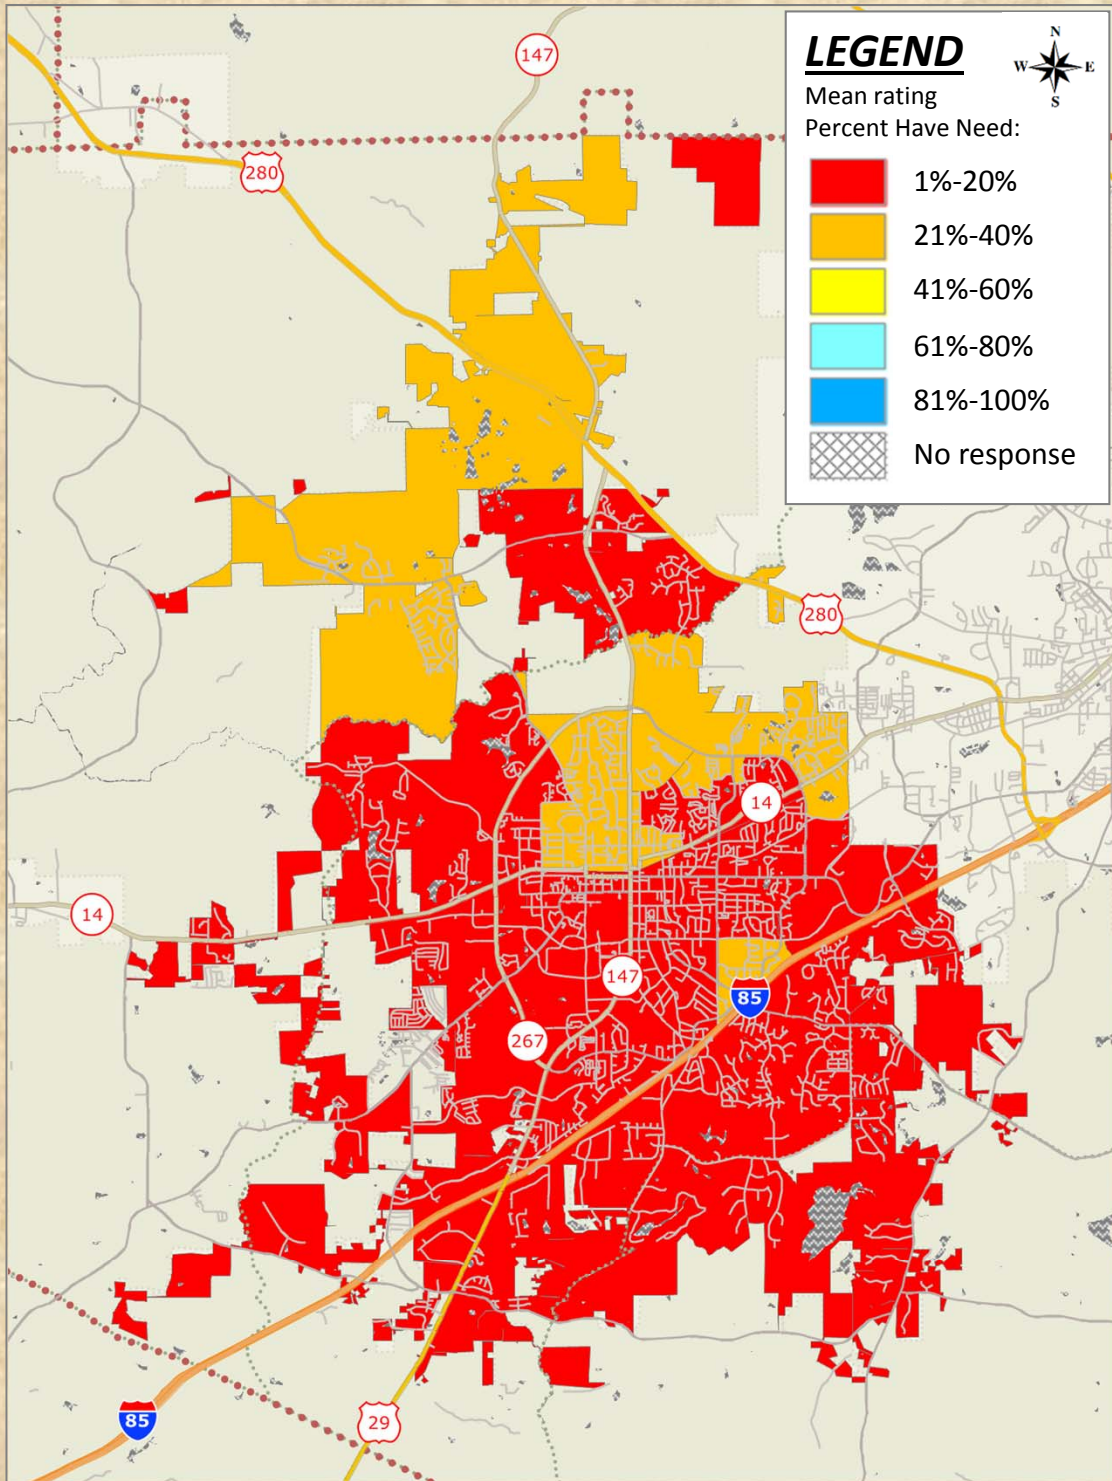 147
LEGEND
N
W E
S
Mean rating
Percent Have Need:
280
1%-20%
21%-40%
41%-60%
61%-80%
81%-100%
No response
280
14
14
147
85
267
85
29